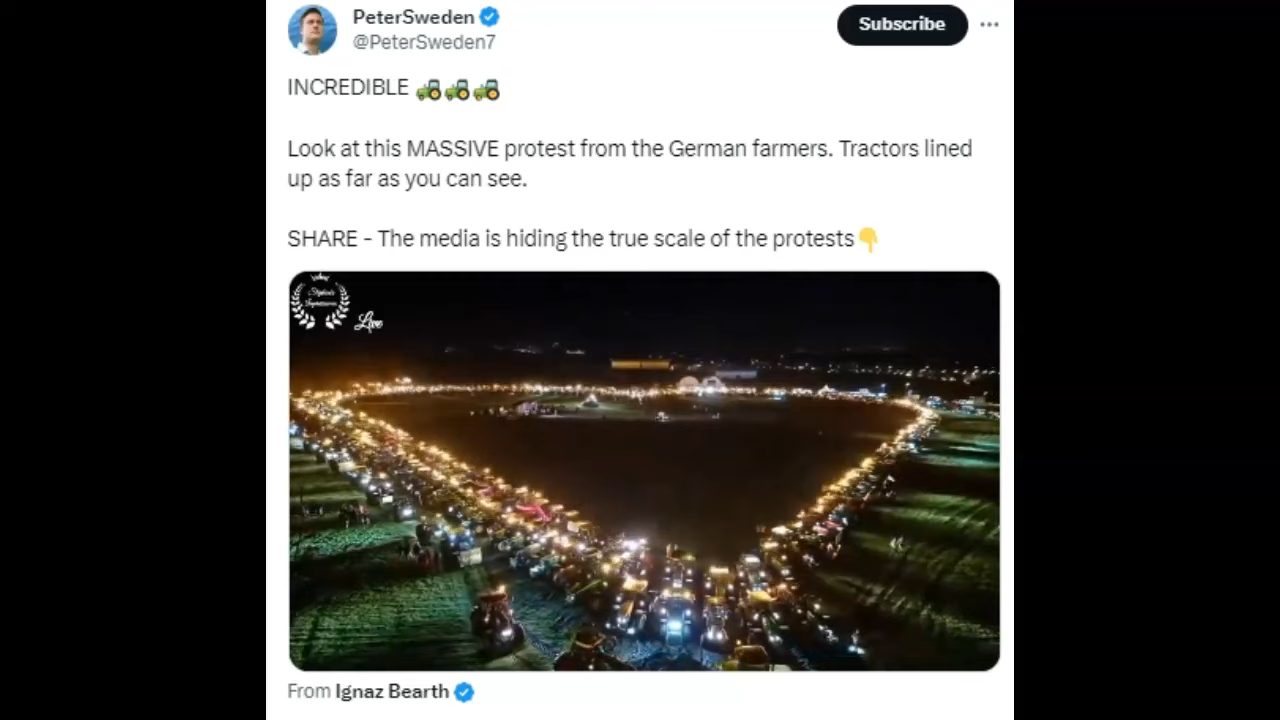 PeterSweden
Subscribe
@PeterSweden7
INCREDIBLE 🚜🚜🚜
Look at this MASSIVE protest from the German farmers. Tractors lined
up as far as you can see.
SHARE - The media is hiding the true scale of the protests👇
Live
From Ignaz Bearth